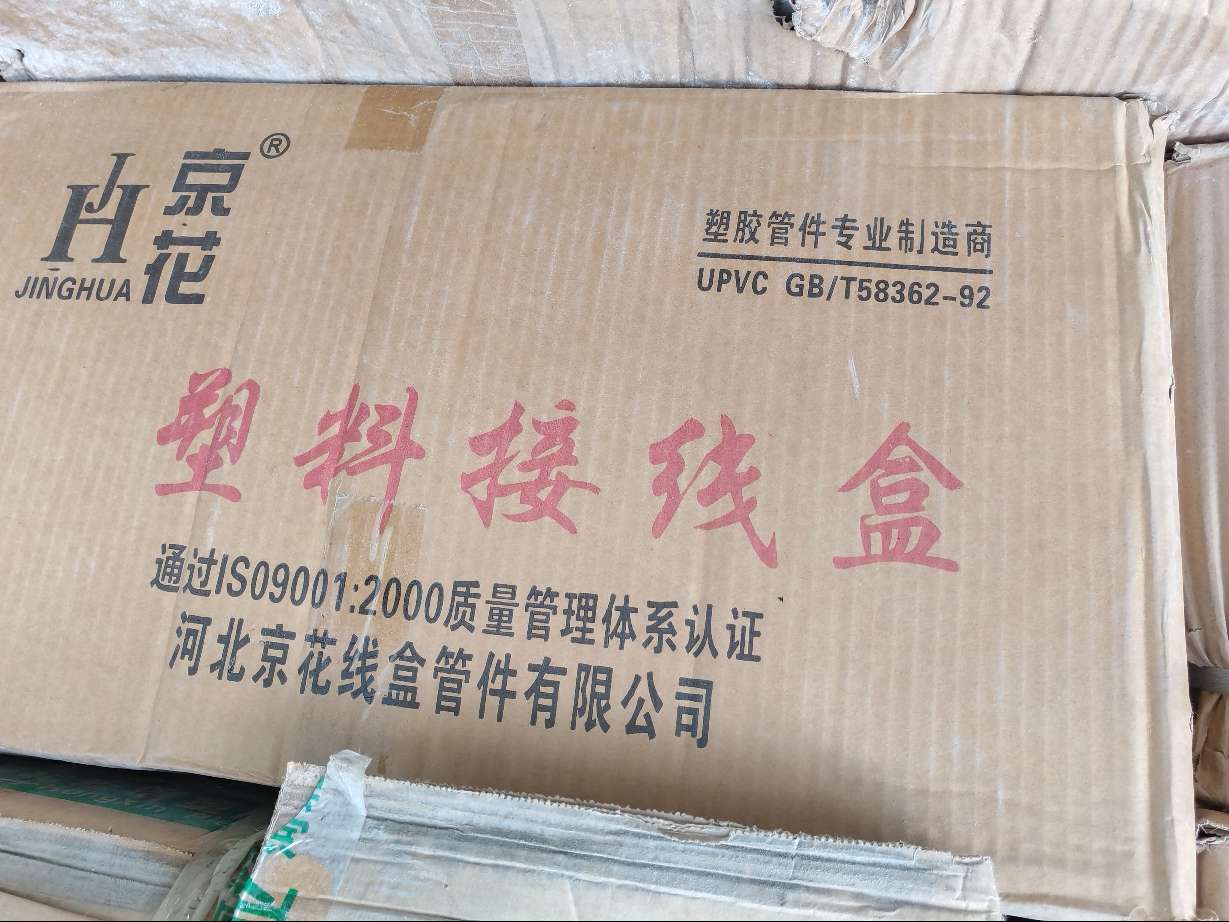 JH
京花®
JINGHUA
塑胶管件专业制造商
UPVC GB/T58362-92
塑料接线盒
通过ISO9001:2000质量管理体系认证
河北京花线盒管件有限公司